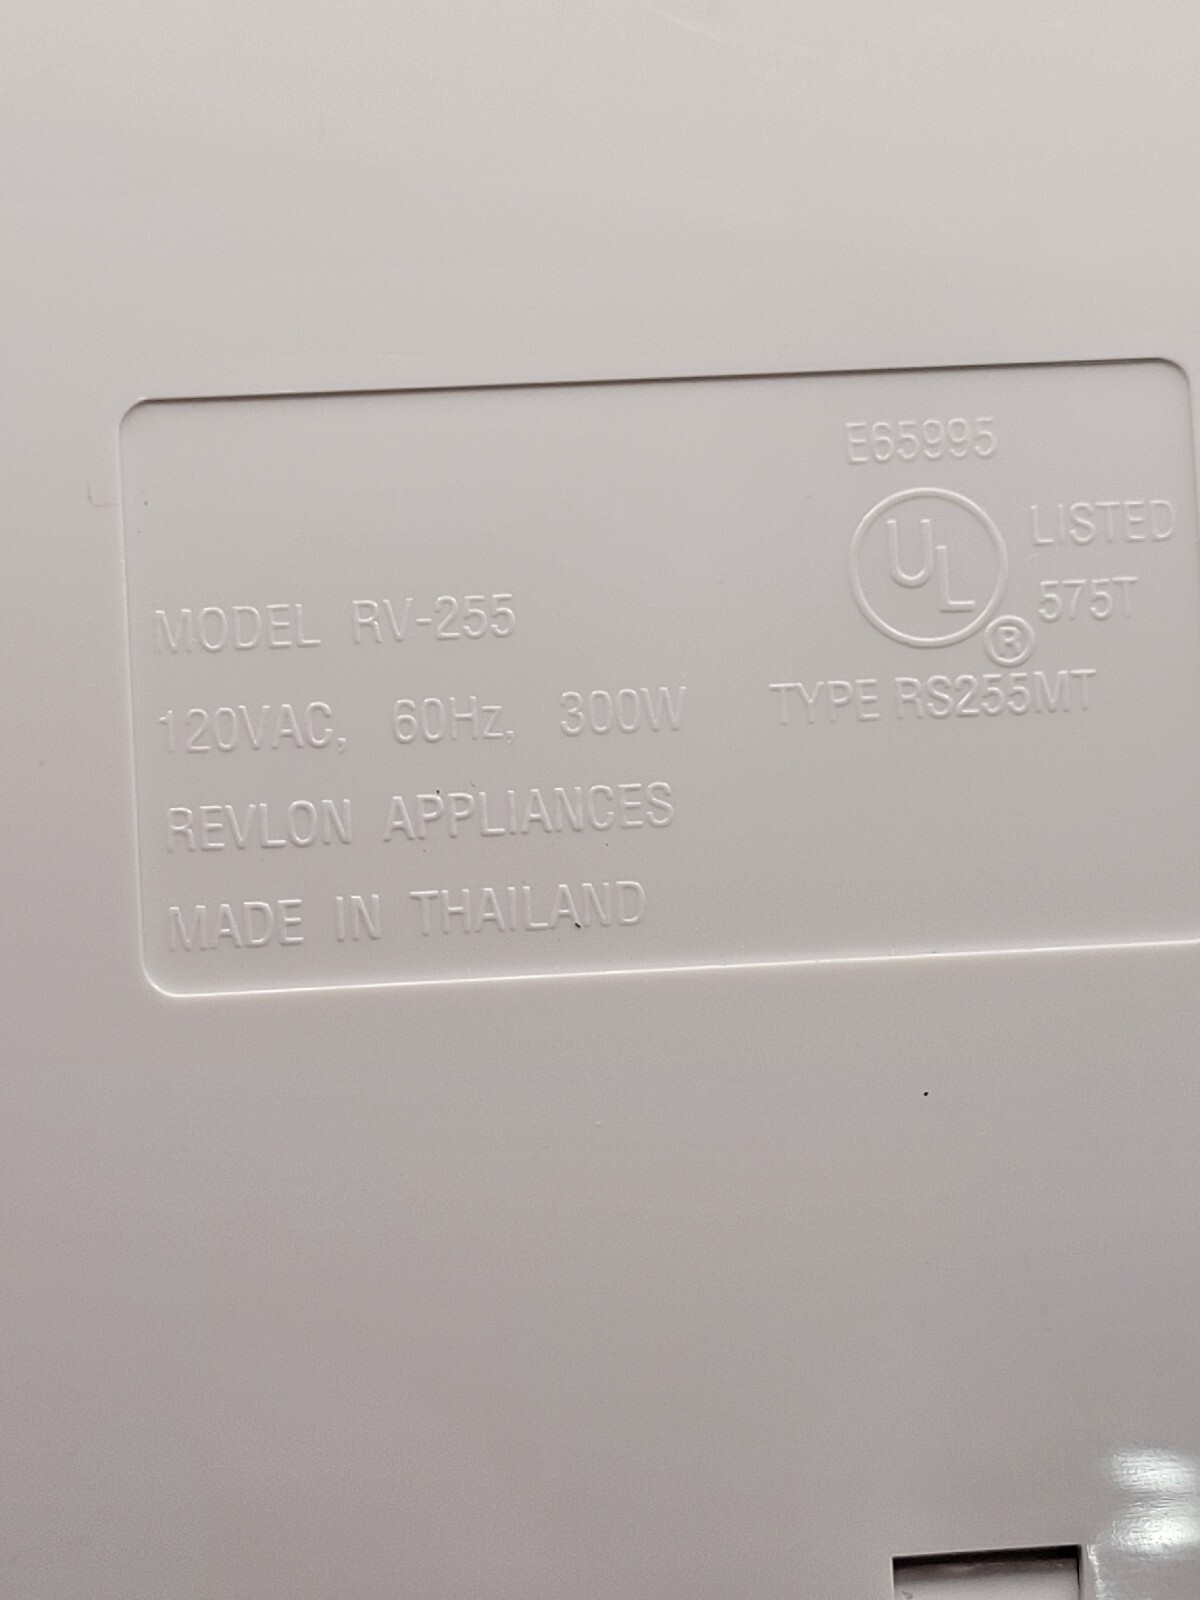 E65995
UL LISTED
® 575T
MODEL RV-255
120VAC, 60Hz, 300W TYPE RS255MT
REVLON APPLIANCES
MADE IN THAILAND